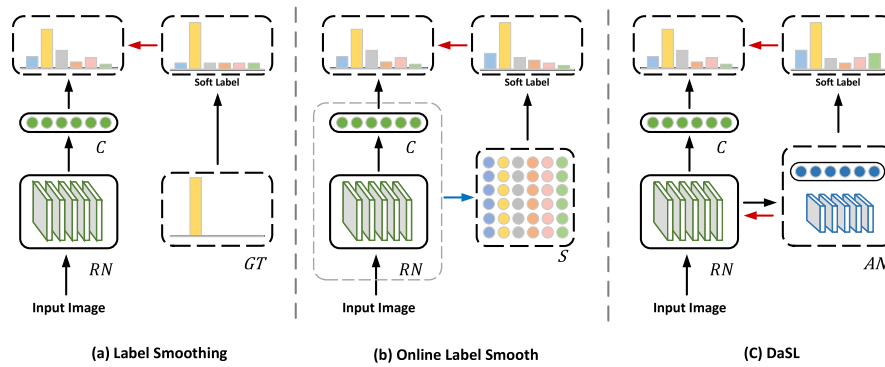 Soft Label
Soft Label
Soft Label
C
C
C
RN
GT
RN
S
RN
AN
Input Image
Input Image
Input Image
(a) Label Smoothing
(b) Online Label Smooth
(C) DaSL